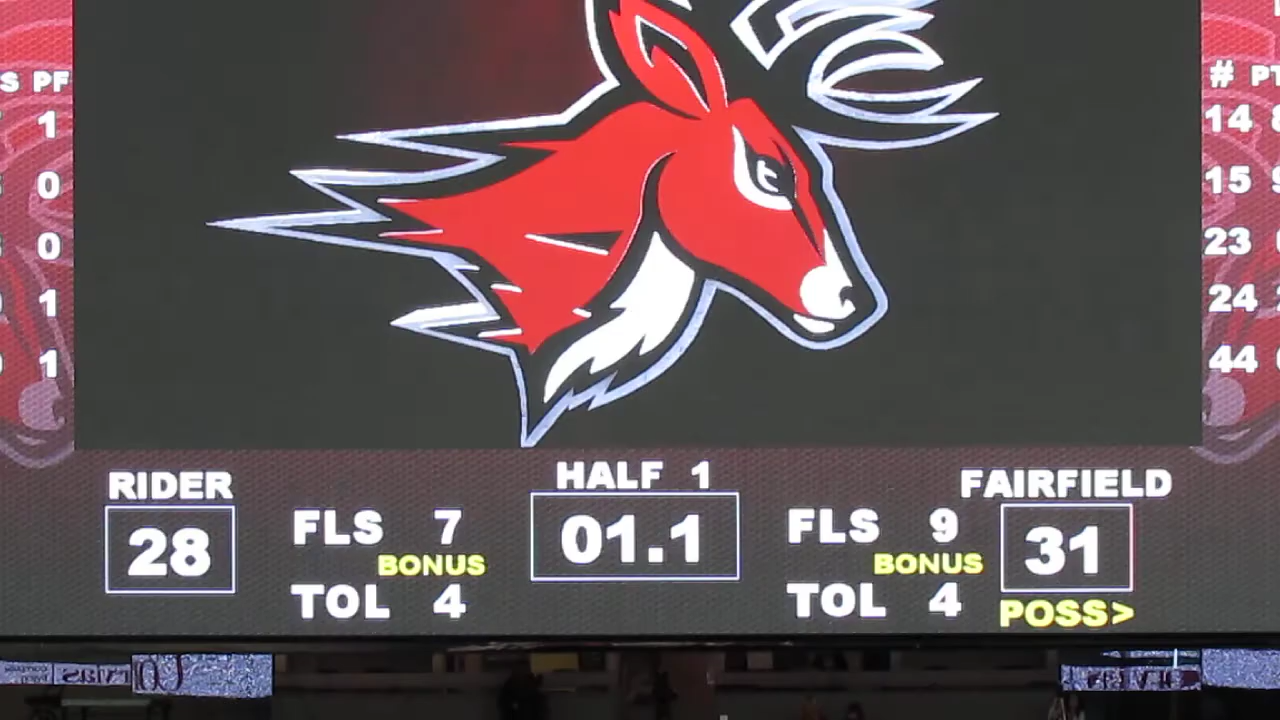 S PF
1
0
0
1
1
# PT
14
15
23
24
44
RIDER
28
FLS 7
BONUS
TOL 4
HALF 1
01.1
FLS 9
BONUS
TOL 4
FAIRFIELD
31
POSS>